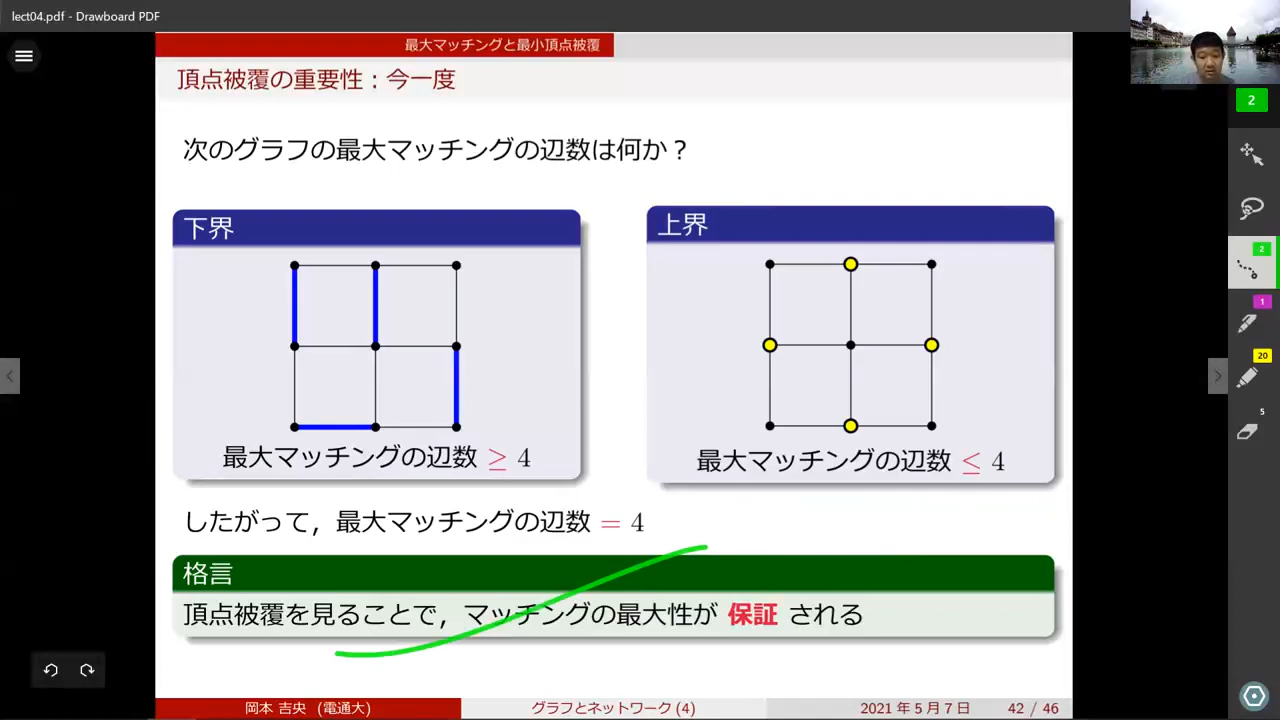 lect04.pdf - Drawboard PDF
最大マッチングと最小頂点被覆
頂点被覆の重要性：今一度
次のグラフの最大マッチングの辺数は何か？
下界
最大マッチングの辺数 ≥ 4
上界
最大マッチングの辺数 ≤ 4
したがって，最大マッチングの辺数 = 4
格言
頂点被覆を見ることで，マッチングの最大性が 保証 される
岡本 吉央 (電通大)
グラフとネットワーク (4)
2021 年 5 月 7 日
42 / 46
2
2
1
20
5